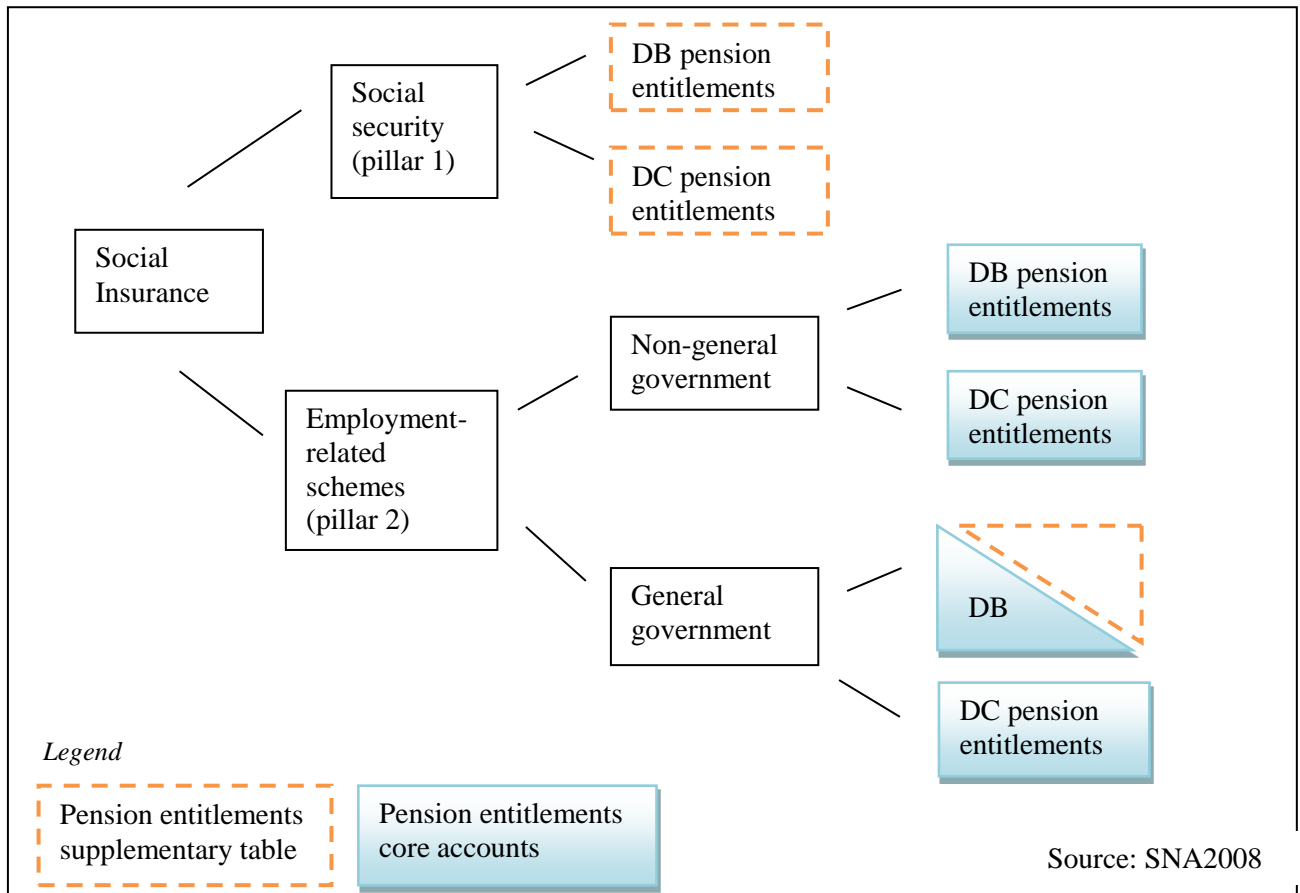 DB pension
entitlements
Social
security
(pillar 1)
DC pension
entitlements
Social
Insurance
DB pension
entitlements
Non-general
government
DC pension
entitlements
Employment-
related
schemes
(pillar 2)
General
government
DB
DC pension
entitlements
Legend
Pension entitlements
supplementary table
Pension entitlements
core accounts
Source: SNA2008